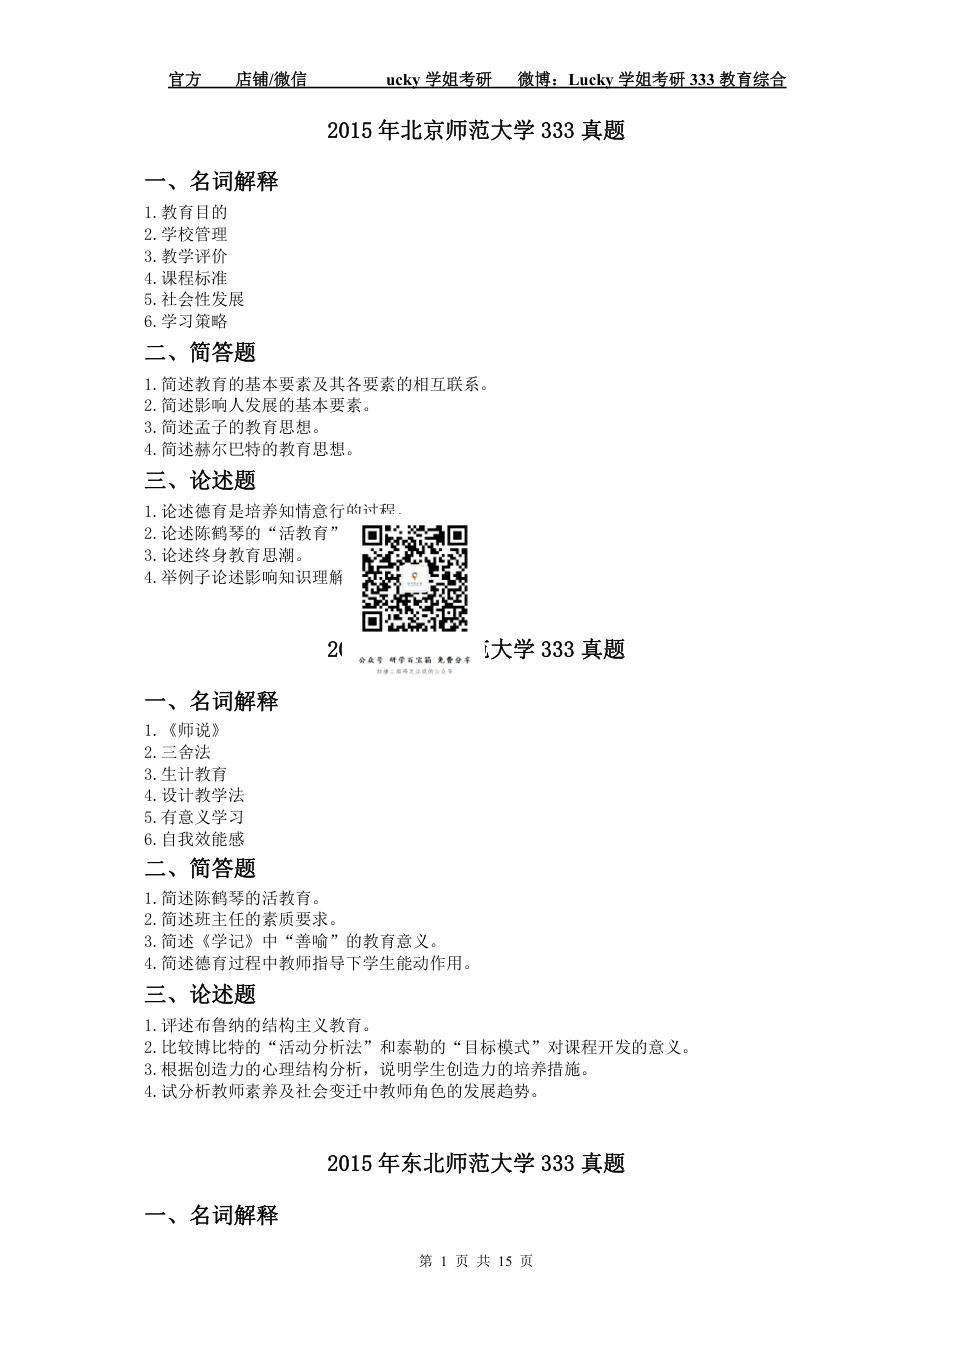 官方 店铺/微信 ucky 学姐考研 微博：Lucky 学姐考研 333 教育综合
2015 年北京师范大学 333 真题
一、名词解释
1.教育目的
2.学校管理
3.教学评价
4.课程标准
5.社会性发展
6.学习策略
二、简答题
1.简述教育的基本要素及其各要素的相互联系。
2.简述影响人发展的基本要素。
3.简述孟子的教育思想。
4.简述赫尔巴特的教育思想。
三、论述题
1.论述德育是培养知情意行的过程。
2.论述陈鹤琴的“活教育”
3.论述终身教育思潮。
4.举例子论述影响知识理解
大学 333 真题
公众号 研学百宝箱 免费分享
一、名词解释
1.《师说》
2.三舍法
3.生计教育
4.设计教学法
5.有意义学习
6.自我效能感
二、简答题
1.简述陈鹤琴的活教育。
2.简述班主任的素质要求。
3.简述《学记》中“善喻”的教育意义。
4.简述德育过程中教师指导下学生能动作用。
三、论述题
1.评述布鲁纳的结构主义教育。
2.比较博比特的“活动分析法”和泰勒的“目标模式”对课程开发的意义。
3.根据创造力的心理结构分析，说明学生创造力的培养措施。
4.试分析教师素养及社会变迁中教师角色的发展趋势。
2015 年东北师范大学 333 真题
一、名词解释
第 1 页 共 15 页